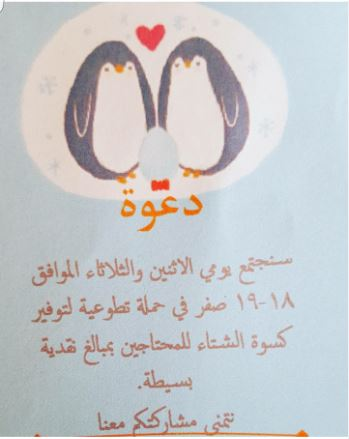 دعوة
سنجتمع يومي الاثنين والثلاثاء الموافق
١٨-١٩ صفر في حملة تطوعية لتوفير
كسوة الشتاء للمحتاجين بمبالغ نقدية
بسيطة.
نتمنى مشاركتكم معنا